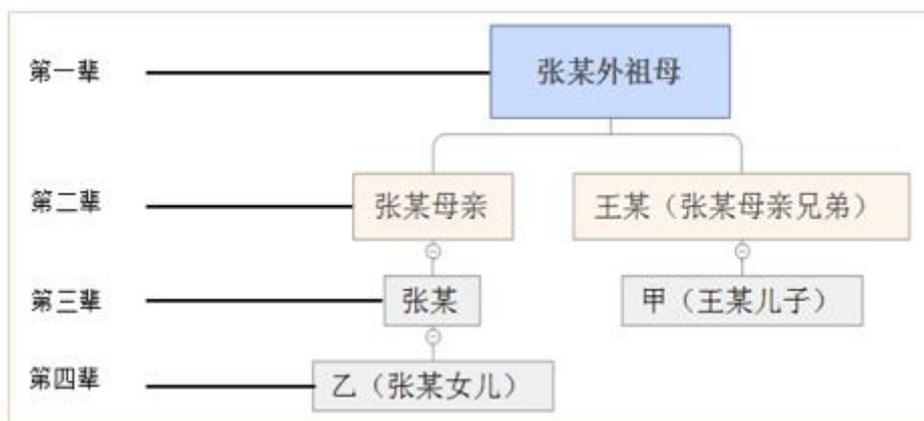 第一辈
张某外祖母
第二辈
张某母亲
王某（张某母亲兄弟）
第三辈
张某
甲（王某儿子）
第四辈
乙（张某女儿）